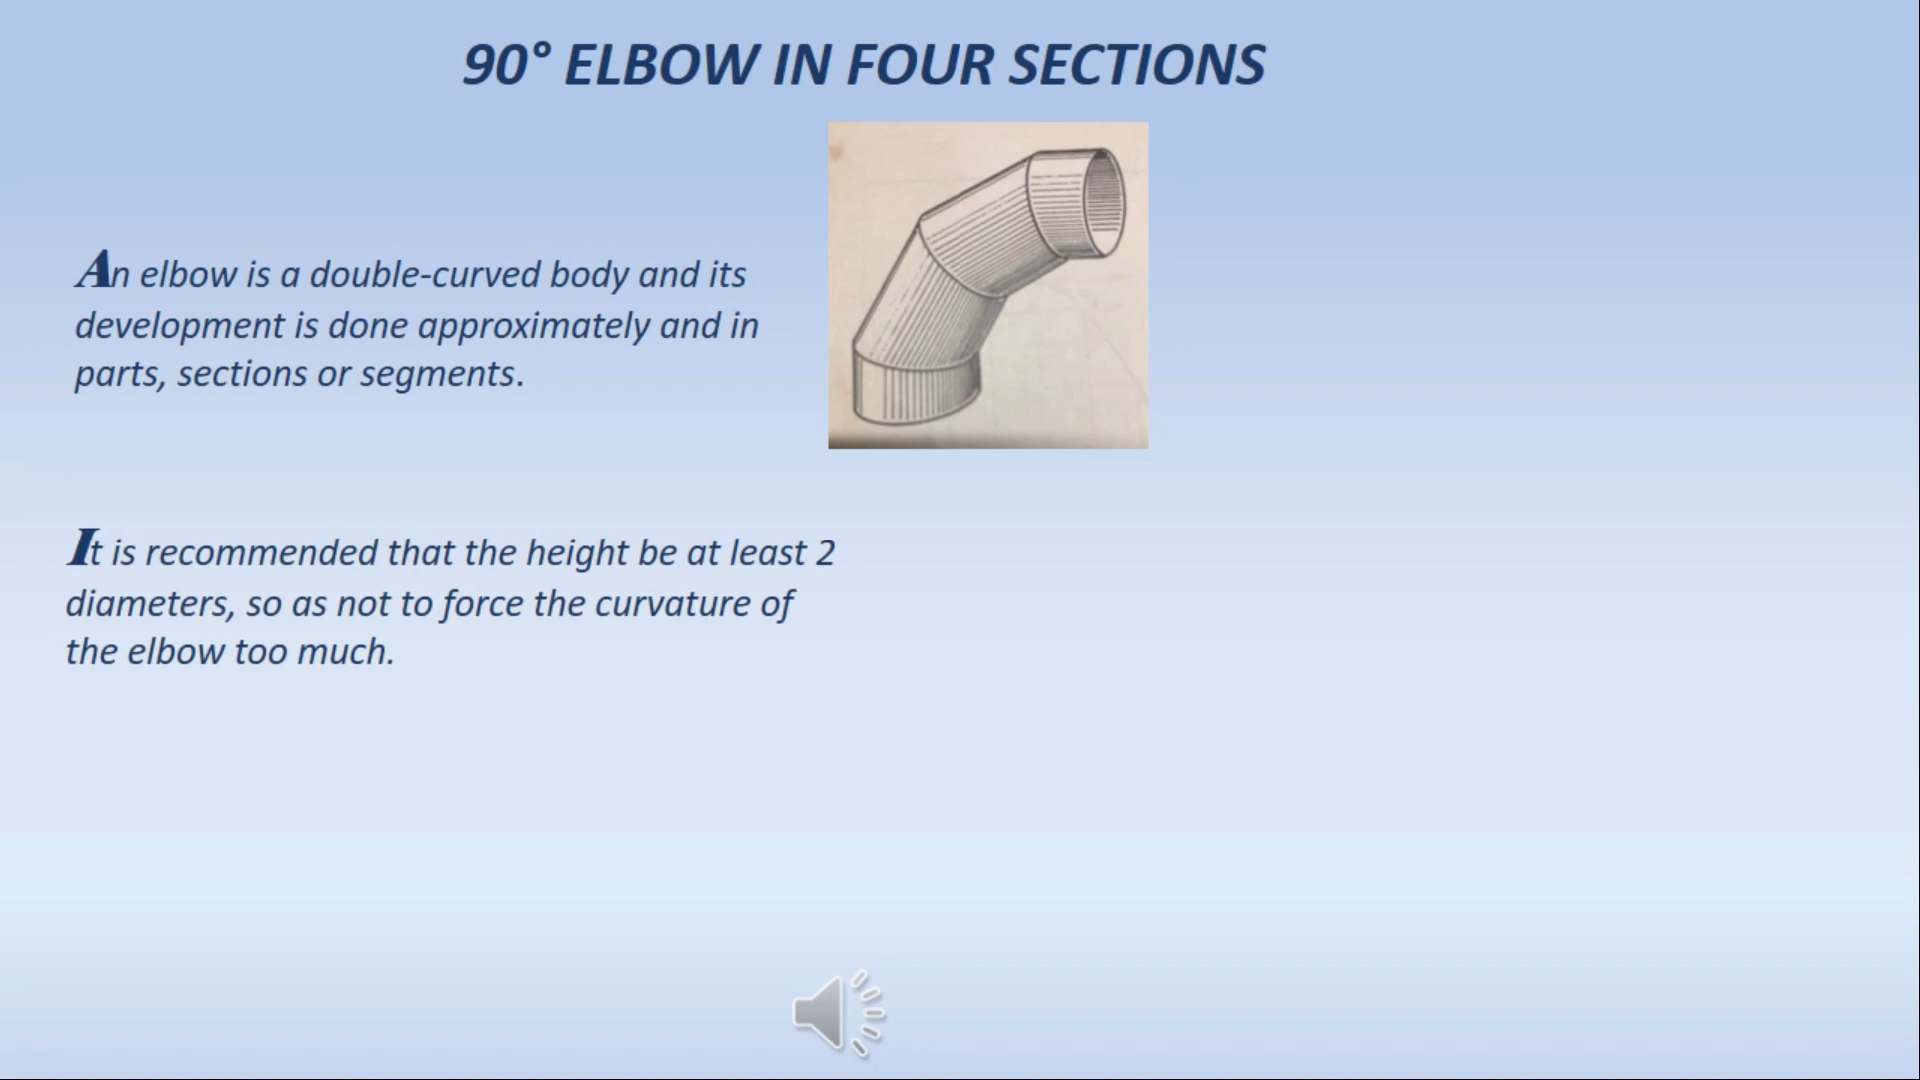 90° ELBOW IN FOUR SECTIONS
An elbow is a double-curved body and its
development is done approximately and in
parts, sections or segments.
It is recommended that the height be at least 2
diameters, so as not to force the curvature of
the elbow too much.